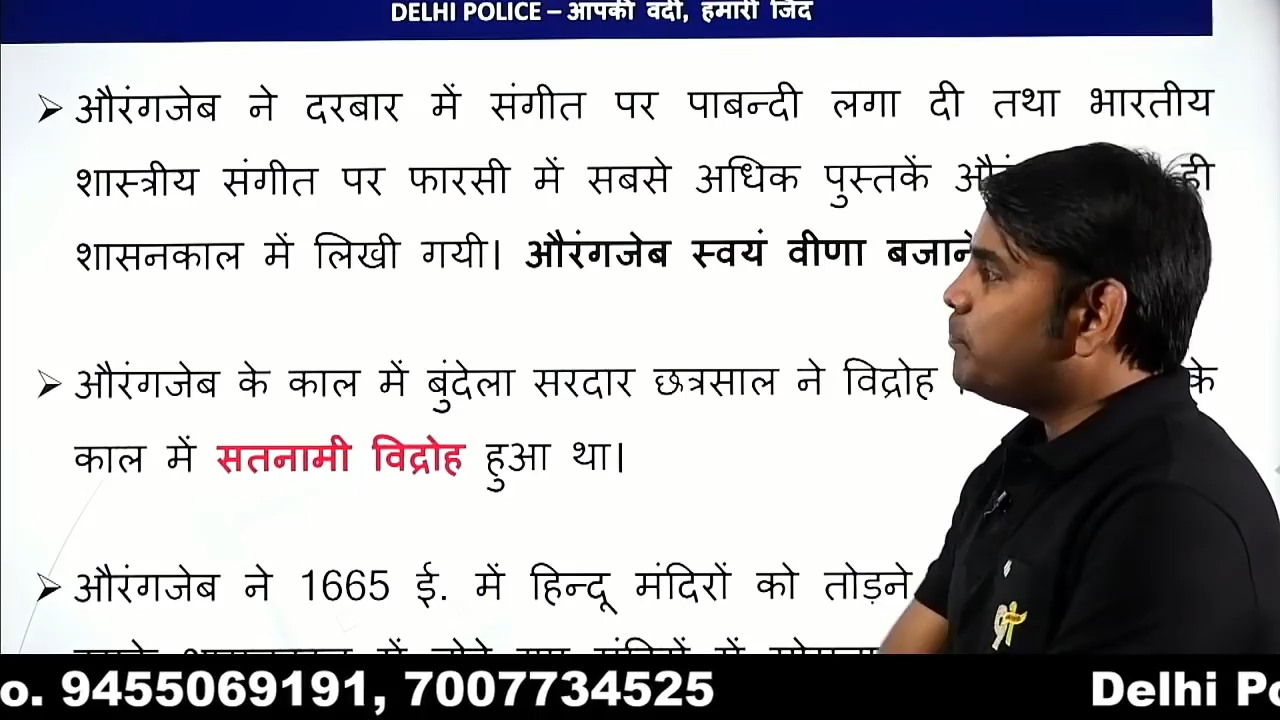 DELHI POLICE – आपकी वर्दी, हमारी जिद
औरंगजेब ने दरबार में संगीत पर पाबन्दी लगा दी तथा भारतीय
शास्त्रीय संगीत पर फारसी में सबसे अधिक पुस्तकें ही
शासनकाल में लिखी गयी। औरंगजेब स्वयं वीणा बजाने
औरंगजेब के काल में बुंदेला सरदार छत्रसाल ने विद्रोह के
काल में सतनामी विद्रोह हुआ था।
औरंगजेब ने 1665 ई. में हिन्दू मंदिरों को तोड़ने
o. 9455069191, 7007734525 Delhi Po